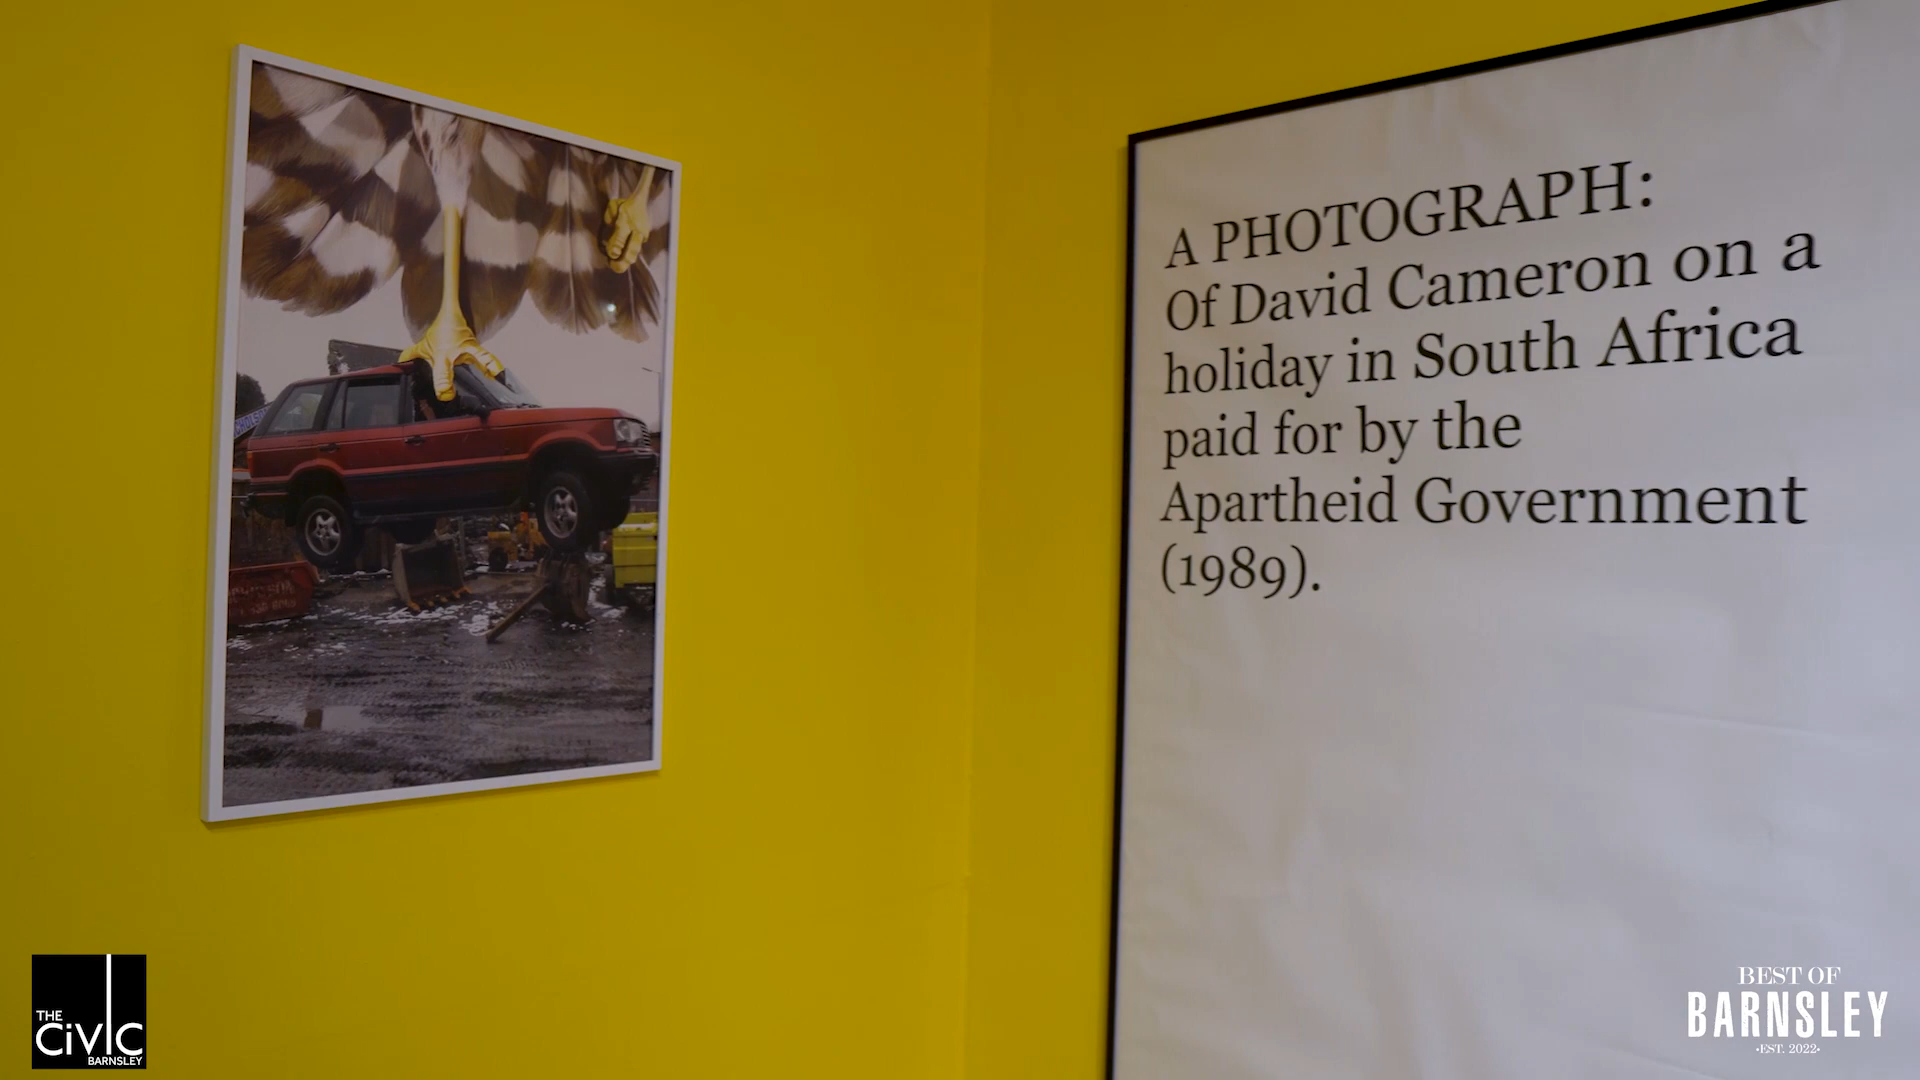 A PHOTOGRAPH:
Of David Cameron on a
holiday in South Africa
paid for by the
Apartheid Government
(1989).
THE
CiViC
BARNSLEY
BEST OF
BARNSLEY
•EST. 2022•